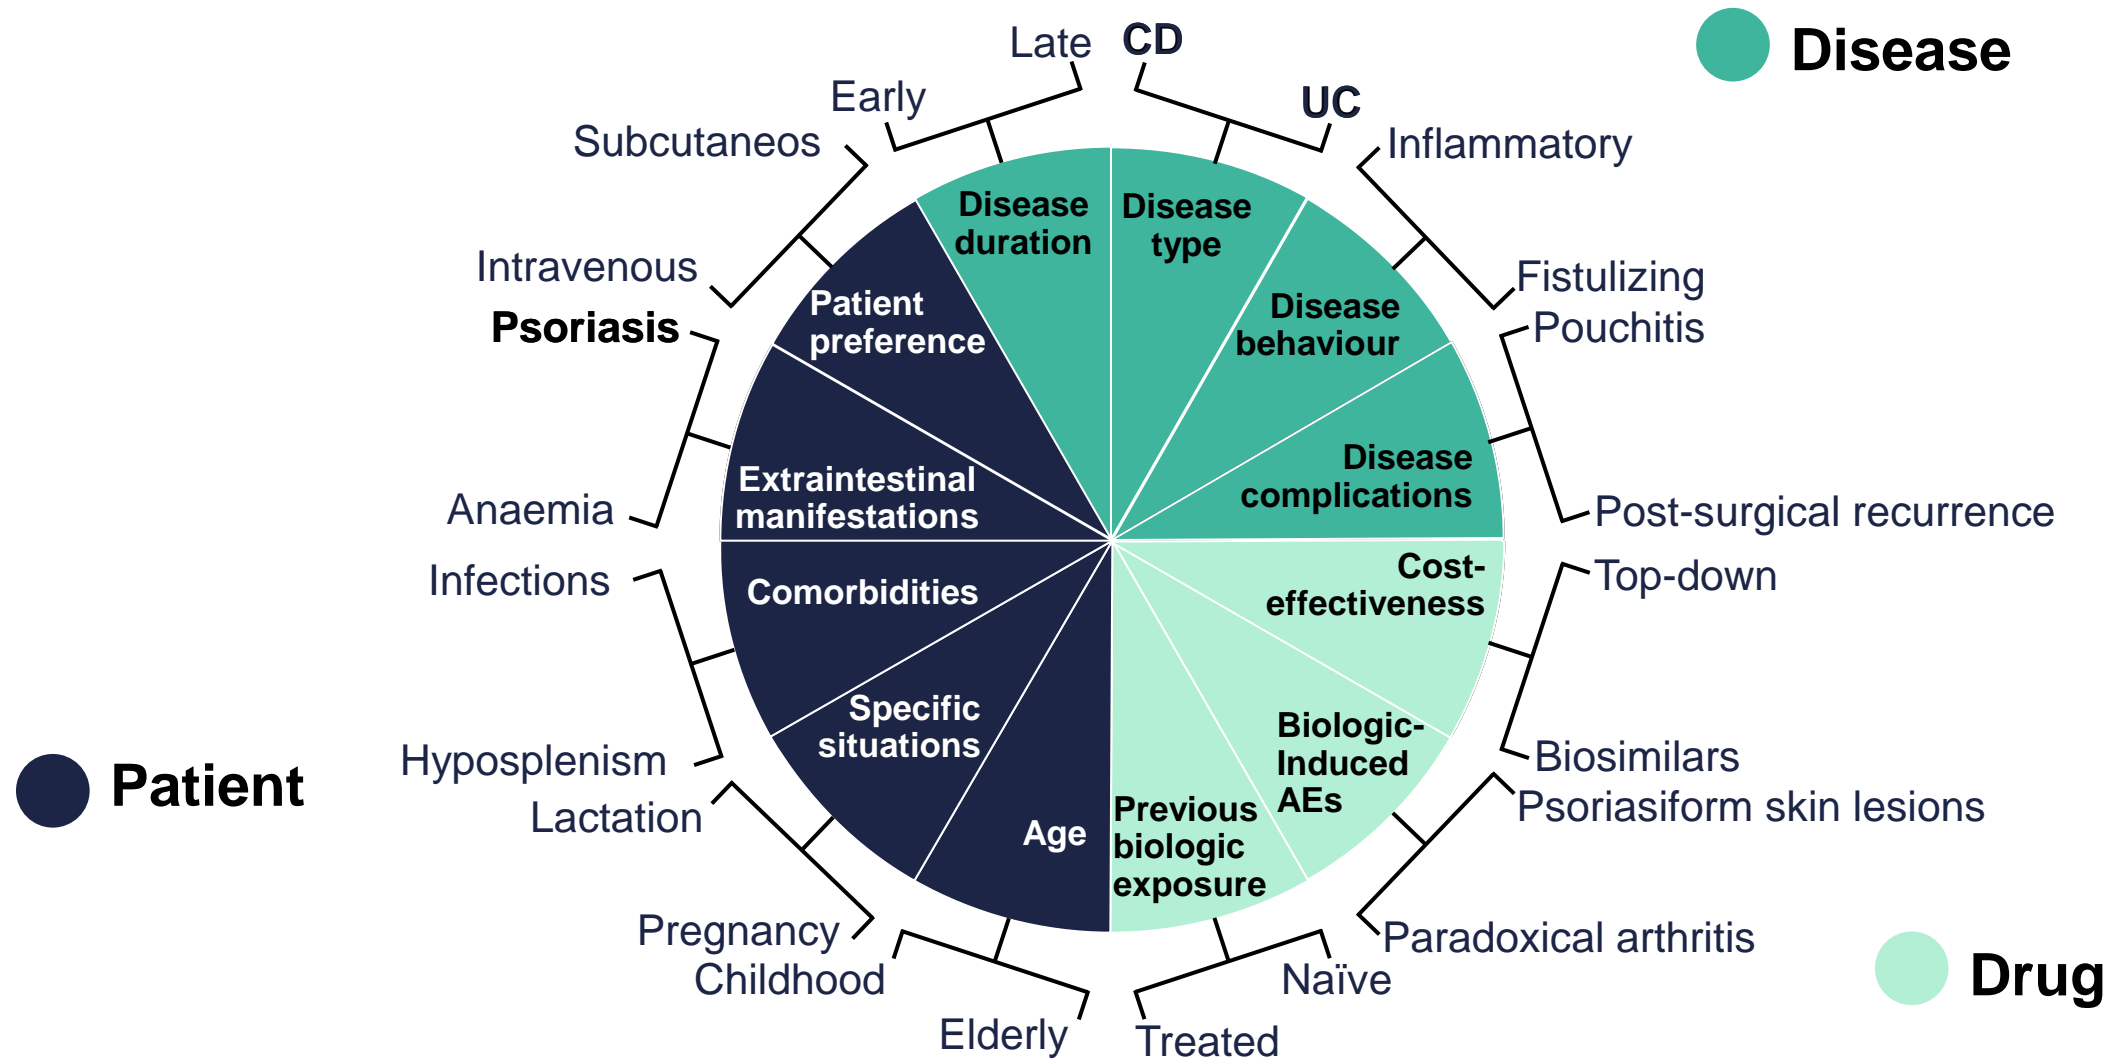 Late
CD
Disease
Early
UC
Subcutaneos
Inflammatory
Disease
duration
Disease
type
Intravenous
Fistulizing
Patient
preference
Disease
behaviour
Psoriasis
Pouchitis
Extraintestinal
manifestations
Disease
complications
Anaemia
Post-surgical recurrence
Infections
Comorbidities
Cost-
effectiveness
Top-down
Specific
situations
Biologic-
Induced
AEs
Hyposplenism
Biosimilars
Patient
Lactation
Psoriasiform skin lesions
Age
Previous
biologic
exposure
Pregnancy
Paradoxical arthritis
Childhood
Naïve
Drug
Elderly
Treated